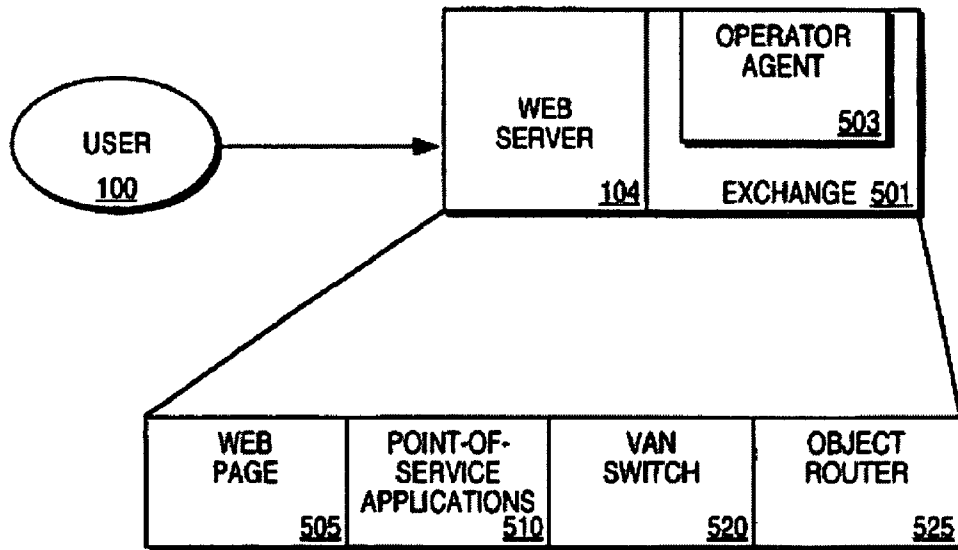 USER
100
WEB
SERVER
104
OPERATOR
AGENT
503
EXCHANGE 501
WEB
PAGE
505
POINT-OF-
SERVICE
APPLICATIONS
510
VAN
SWITCH
520
OBJECT
ROUTER
525